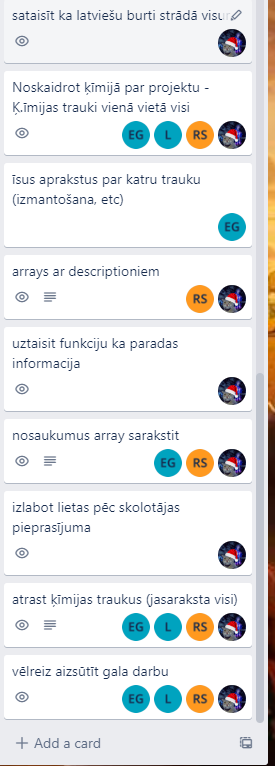 sataisīt ka latviešu burti strādā visur
Noskaidrot ķīmijā par projektu -
Ķīmijas trauki vienā vietā visi
EG L RS
īsus aprakstus par katru trauku
(izmantošana, etc)
EG
arrays ar descriptioniem
RS
uztaisit funkciju ka paradas
informacija
nosaukumus array sarakstit
EG RS
izlabot lietas pēc skolotājas
pieprasījuma
atrast ķīmijas traukus (jasaraksta visi)
EG L RS
vēlreiz aizsūtīt gala darbu
EG L RS
+ Add a card